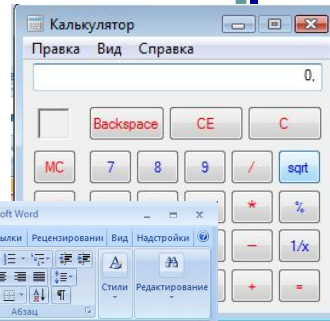 Калькулятор
Правка Вид Справка
0,
Backspace CE C
MC 7 8 9 / sqrt
* %
oft Word
ылки Рецензировани Вид Надстройки
- 1/x
Стили Редактирование
+ =
Абзац